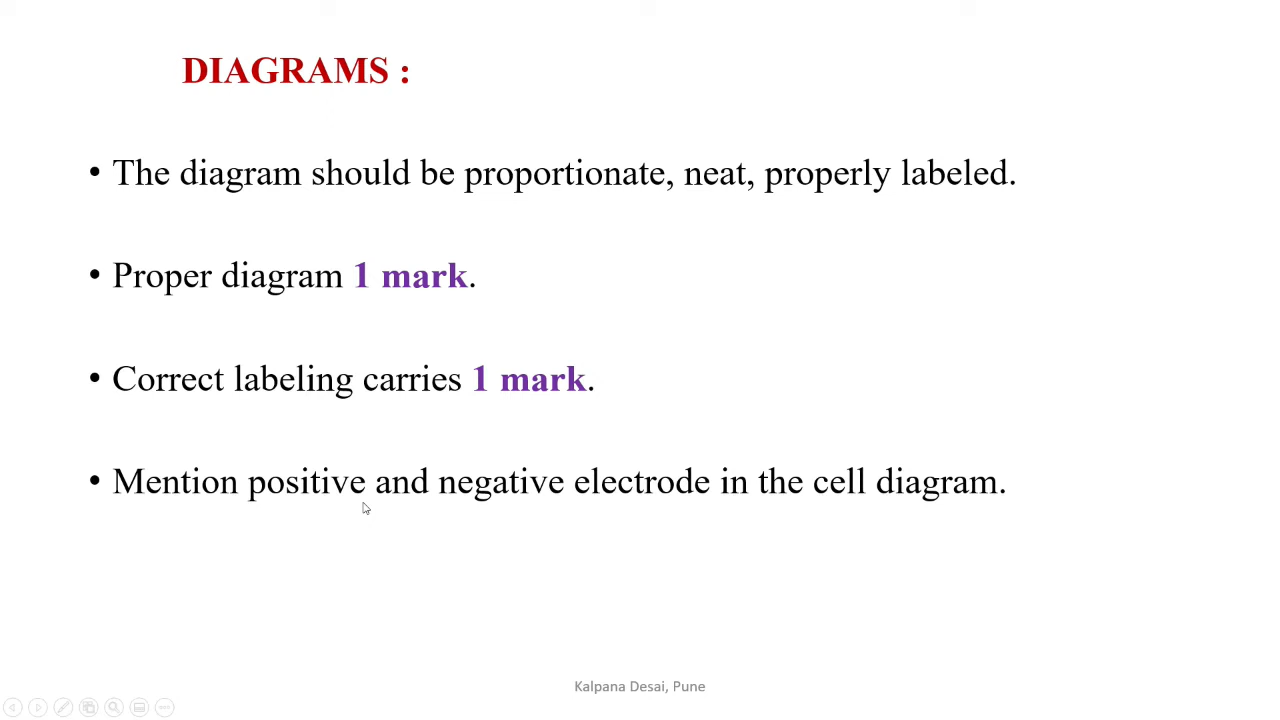 DIAGRAMS :
• The diagram should be proportionate, neat, properly labeled.
• Proper diagram 1 mark.
• Correct labeling carries 1 mark.
• Mention positive and negative electrode in the cell diagram.
Kalpana Desai, Pune